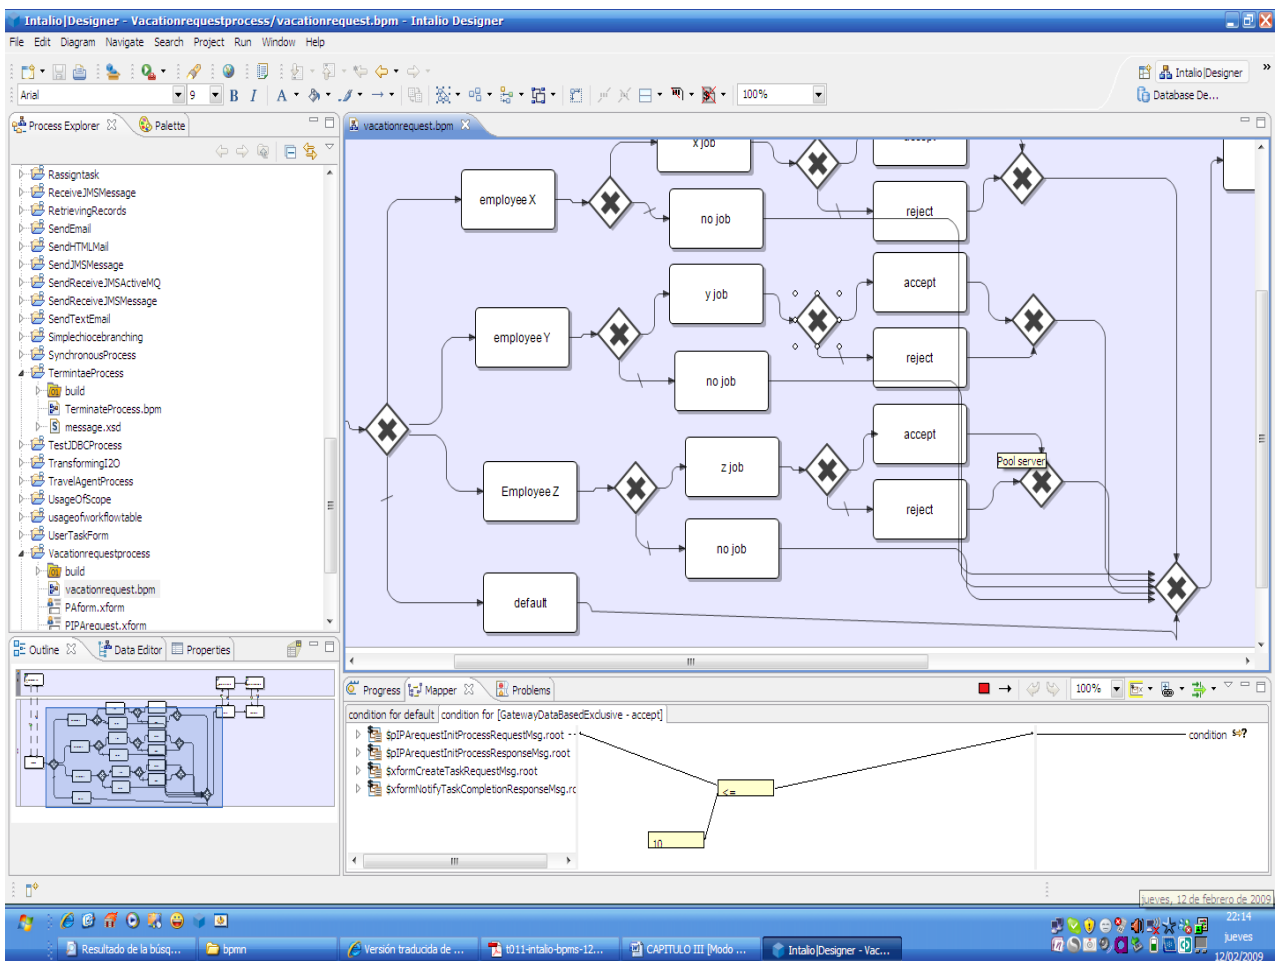 Intalio|Designer - Vacationrequestprocess/vacationrequest.bpm - Intalio Designer
File Edit Diagram Navigate Search Project Run Window Help
Intalio|Designer
Arial 9 B I A 100% Database De...
Process Explorer Palette vacationrequest.bpm
Rassigntask
ReceiveJMSMessage
RetrievingRecords
SendEmail
SendHTMLMail
SendJMSMessage
SendReceiveJMSActiveMQ
SendReceiveJMSMessage
SendTextEmail
Simplechiocebranching
SynchronousProcess
TermintaeProcess
build
TerminateProcess.bpm
message.xsd
TestJDBCProcess
TransformingI2O
TravelAgentProcess
UsageOfScope
usageofworkflowtable
UserTaskForm
Vacationrequestprocess
build
vacationrequest.bpm
PAform.xform
PIPArequest.xform
x job
accept
employee X
no job
reject
y job
accept
employee Y
reject
no job
accept
Pool server
z job
Employee Z
reject
no job
default
Outline Data Editor Properties
Progress Mapper Problems 100%
condition for default condition for [GatewayDataBasedExclusive - accept]
$pIPArequestInitProcessRequestMsg.root
$pIPArequestInitProcessResponseMsg.root
$xformCreateTaskRequestMsg.root
$xformNotifyTaskCompletionResponseMsg.rc
<=
10
condition
jueves, 12 de febrero de 2009
22:14
jueves
12/02/2009
Resultado de la búsq... bpmn Versión traducida de ... t011-intalio-bpms-12... CAPITULO III [Modo ... Intalio|Designer - Vac...